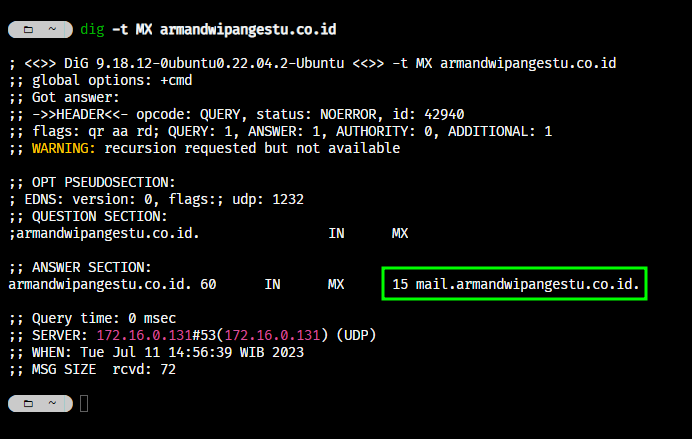 ~ dig -t MX armandwipangestu.co.id
; <<>> DiG 9.18.12-0ubuntu0.22.04.2-Ubuntu <<>> -t MX armandwipangestu.co.id
;; global options: +cmd
;; Got answer:
;; ->>HEADER<<- opcode: QUERY, status: NOERROR, id: 42940
;; flags: qr aa rd; QUERY: 1, ANSWER: 1, AUTHORITY: 0, ADDITIONAL: 1
;; WARNING: recursion requested but not available
;; OPT PSEUDOSECTION:
; EDNS: version: 0, flags:; udp: 1232
;; QUESTION SECTION:
;armandwipangestu.co.id. IN MX
;; ANSWER SECTION:
armandwipangestu.co.id. 60 IN MX 15 mail.armandwipangestu.co.id.
;; Query time: 0 msec
;; SERVER: 172.16.0.131#53(172.16.0.131) (UDP)
;; WHEN: Tue Jul 11 14:56:39 WIB 2023
;; MSG SIZE rcvd: 72
~